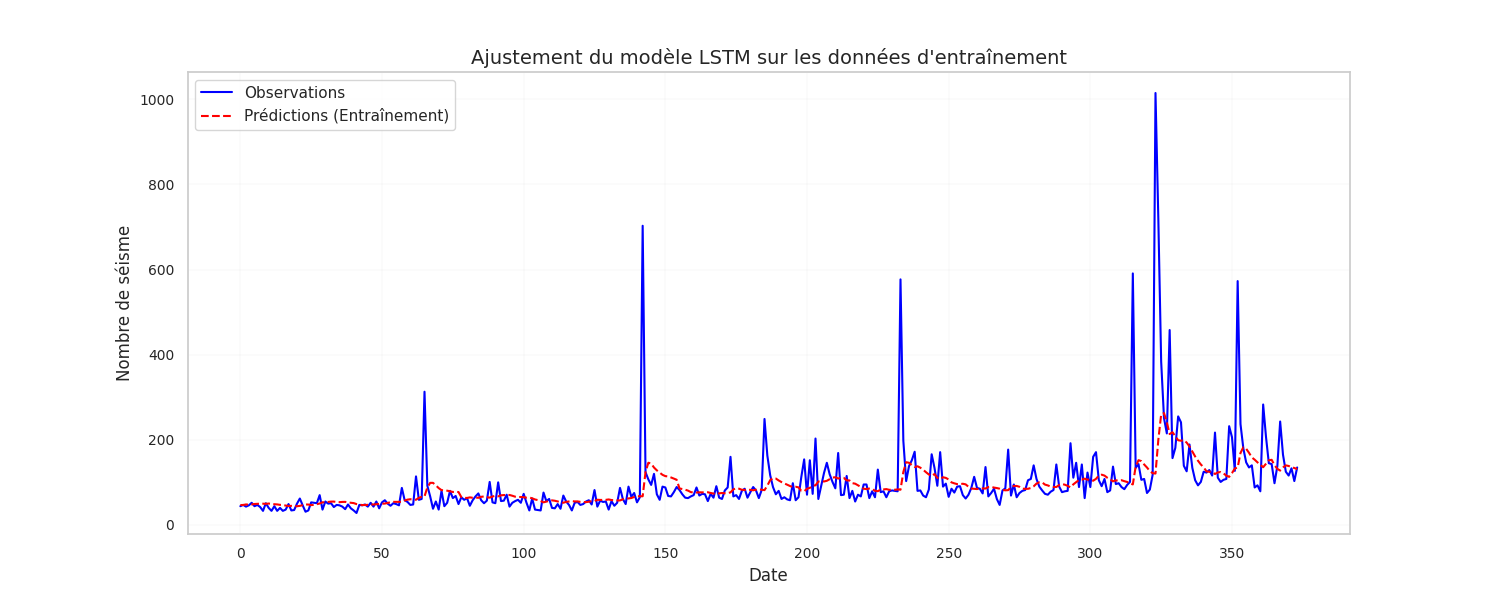 Ajustement du modèle LSTM sur les données d'entraînement
Observations
Prédictions (Entraînement)
Nombre de séisme
1000
800
600
400
200
0
0 50 100 150 200 250 300 350
Date